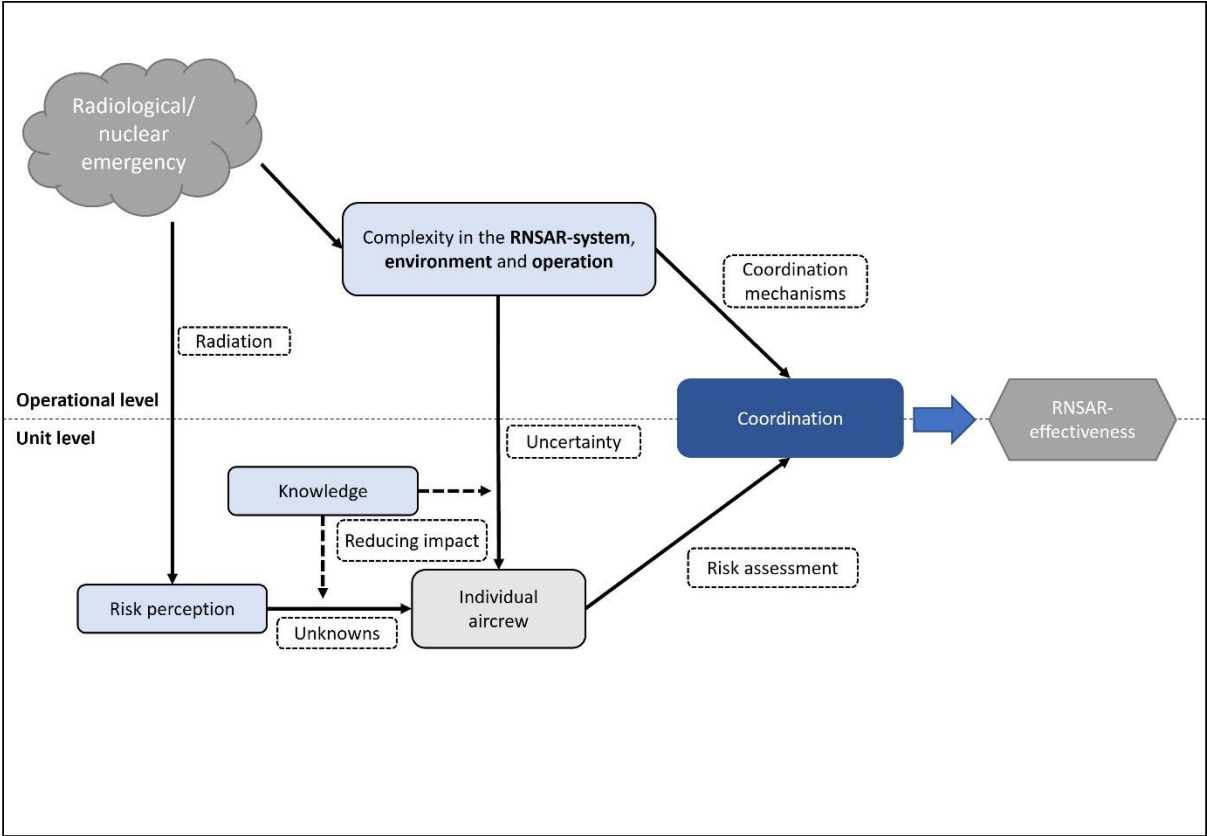 Radiological/
nuclear
emergency
Complexity in the RNSAR-system,
environment and operation
Coordination
mechanisms
Radiation
Operational level
Unit level
Coordination
RNSAR-
effectiveness
Uncertainty
Knowledge
Reducing impact
Risk assessment
Risk perception
Unknowns
Individual
aircrew